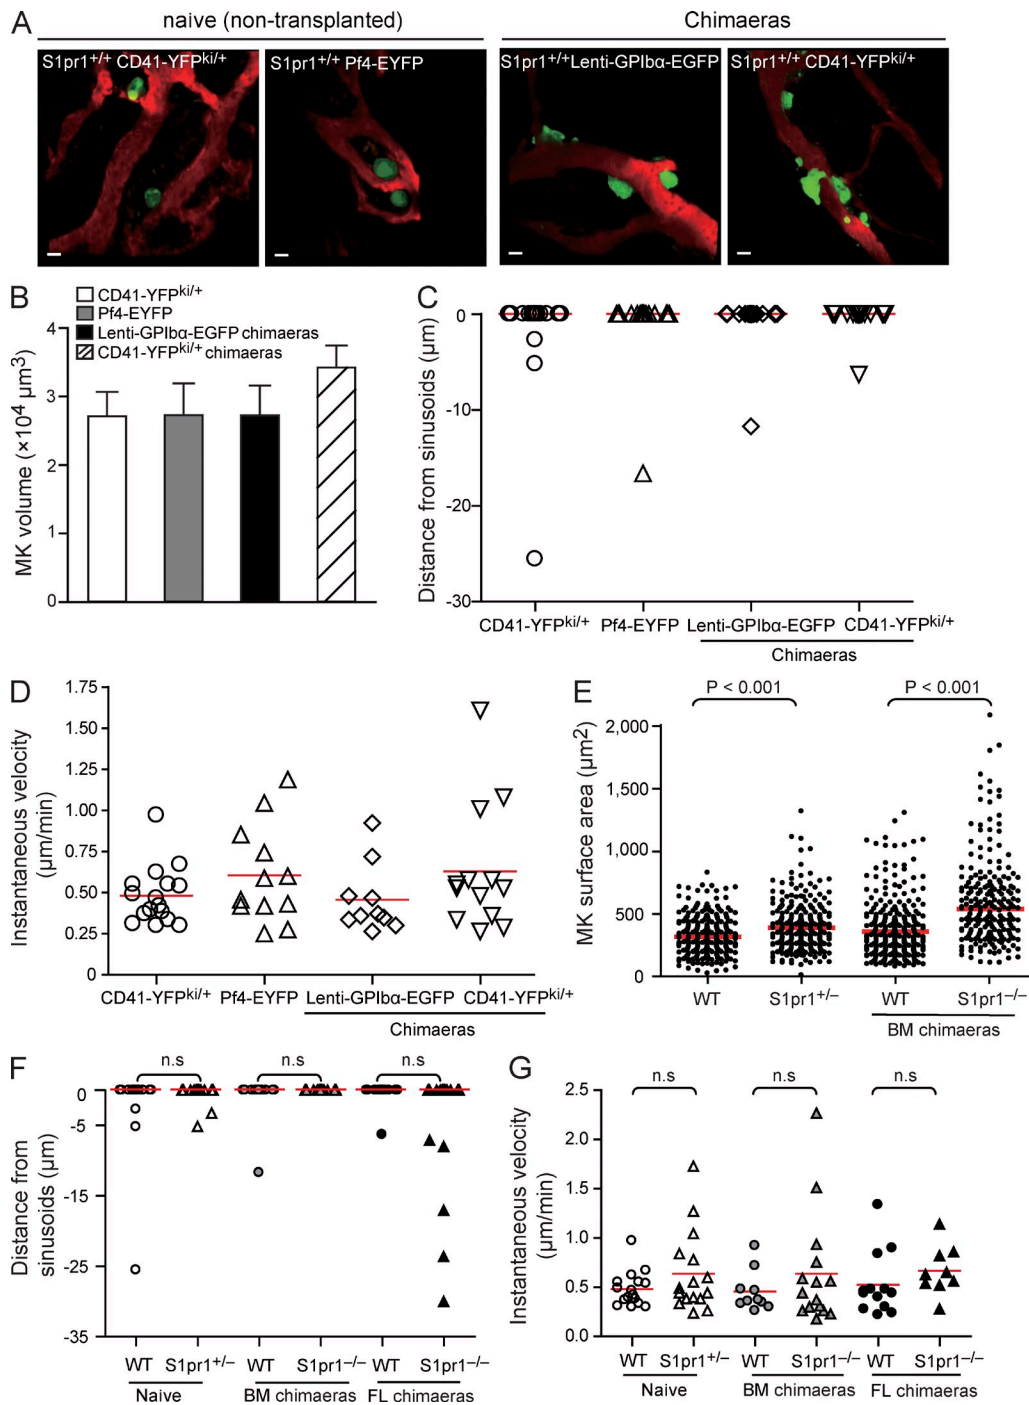 A
naive (non-transplanted)
Chimaeras
S1pr1+/+ CD41-YFPki/+
S1pr1+/+ Pf4-EYFP
S1pr1+/+Lenti-GPIbα-EGFP
S1pr1+/+ CD41-YFPki/+
B
CD41-YFPki/+
Pf4-EYFP
Lenti-GPIbα-EGFP chimaeras
CD41-YFPki/+ chimaeras
MK volume (×10⁴ µm³)
4
3
2
1
0
C
Distance from sinusoids (µm)
0
-10
-20
-30
CD41-YFPki/+ Pf4-EYFP Lenti-GPIbα-EGFP CD41-YFPki/+
Chimaeras
D
Instantaneous velocity
(µm/min)
1.75
1.50
1.25
1.00
0.75
0.50
0.25
0
CD41-YFPki/+ Pf4-EYFP Lenti-GPIbα-EGFP CD41-YFPki/+
Chimaeras
E
P < 0.001 P < 0.001
MK surface area (µm²)
2,000
1,500
1,000
500
0
WT S1pr1+/– WT S1pr1–/–
BM chimaeras
F
n.s n.s n.s
Distance from
sinusoids (µm)
0
-5
-15
-25
-35
WT S1pr1+/– WT S1pr1–/– WT S1pr1–/–
Naive BM chimaeras FL chimaeras
G
n.s n.s n.s
Instantaneous velocity
(µm/min)
2.5
2.0
1.5
1.0
0.5
0.0
WT S1pr1+/– WT S1pr1–/– WT S1pr1–/–
Naive BM chimaeras FL chimaeras